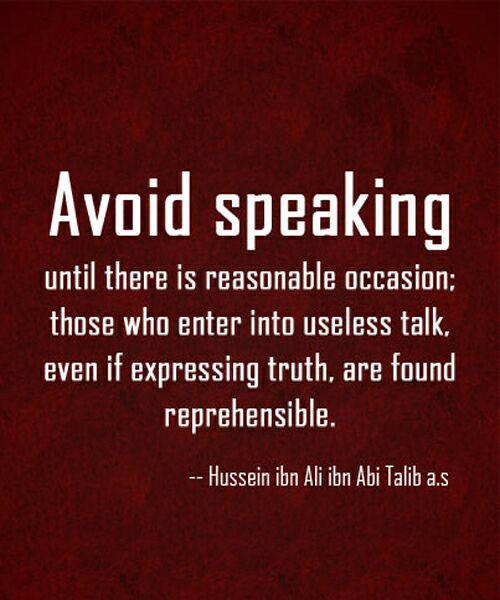 Avoid speaking
until there is reasonable occasion;
those who enter into useless talk,
even if expressing truth, are found
reprehensible.
-- Hussein ibn Ali ibn Abi Talib a.s